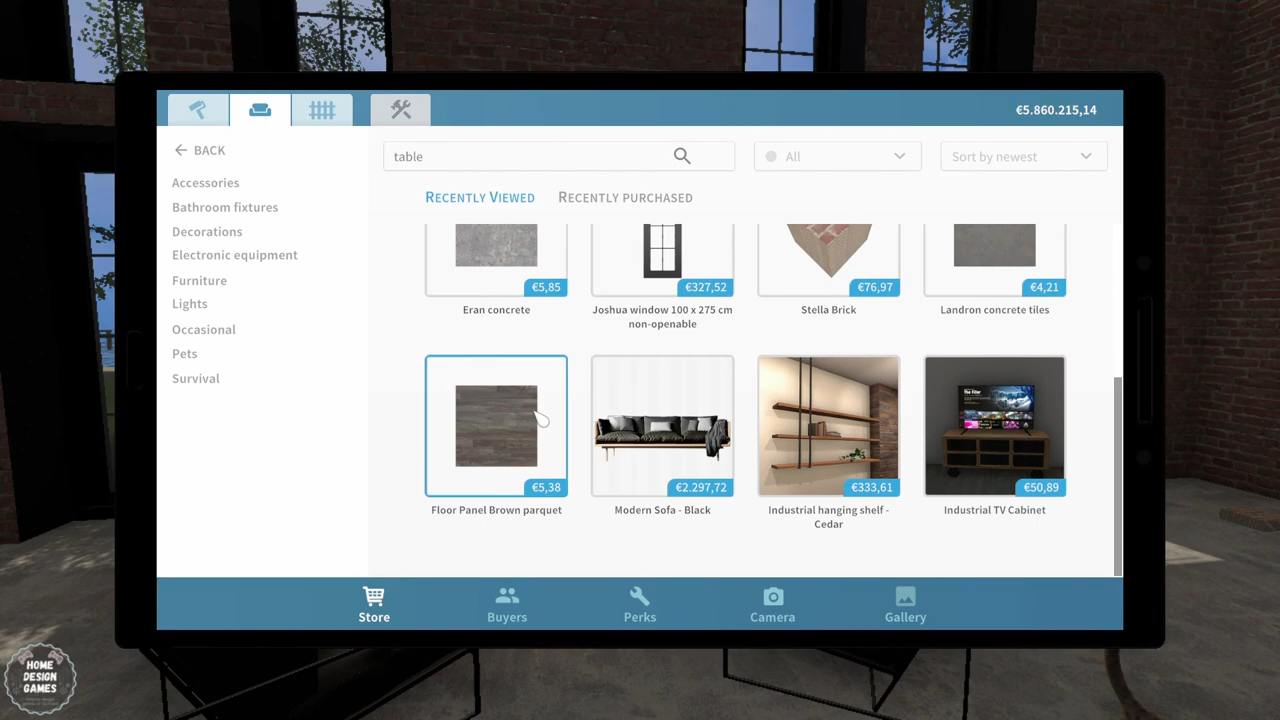 €5.860.215,14
BACK
table
All
Sort by newest
Accessories
Bathroom fixtures
Decorations
Electronic equipment
Furniture
Lights
Occasional
Pets
Survival
RECENTLY VIEWED
RECENTLY PURCHASED
€5,85
€327,52
€76,97
€4,21
Eran concrete
Joshua window 100 x 275 cm
non-openable
Stella Brick
Landron concrete tiles
€5,38
€2.297,72
€333,61
€50,89
Floor Panel Brown parquet
Modern Sofa - Black
Industrial hanging shelf -
Cedar
Industrial TV Cabinet
Store
Buyers
Perks
Camera
Gallery
HOME
DESIGN
GAMES